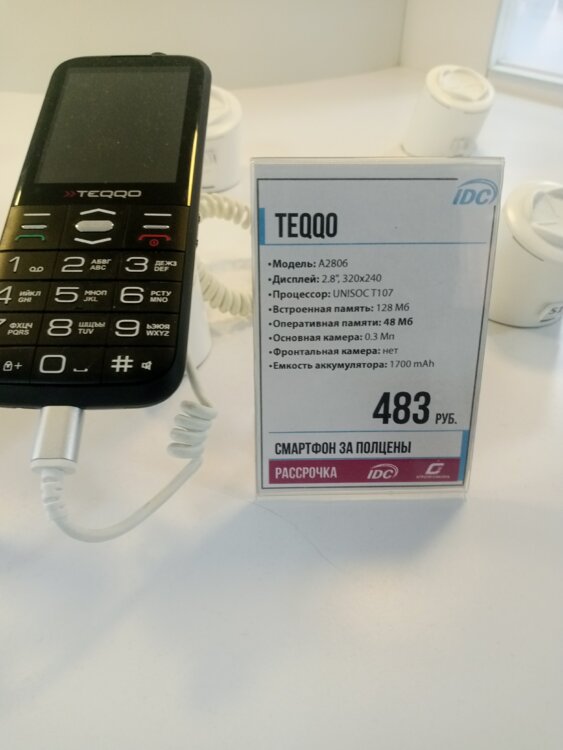 TEQQO
1 2 АБВГ ABC 3 ДЕЖЗ DEF
4 ИЙКЛ GHI 5 МНОП JKL 6 РСТУ MNO
7 ФХЦЧ PQRS 8 ШЩЪЫ TUV 9 ЬЭЮЯ WXYZ
+ 0 #
IDC
TEQQO
•Модель: A2806
•Дисплей: 2.8", 320x240
•Процессор: UNISOC T107
•Встроенная память: 128 Мб
•Оперативная памяти: 48 Мб
•Основная камера: 0.3 Мп
•Фронтальная камера: нет
•Емкость аккумулятора: 1700 mAh
483 РУБ.
СМАРТФОН ЗА ПОЛЦЕНЫ
РАССРОЧКА IDC